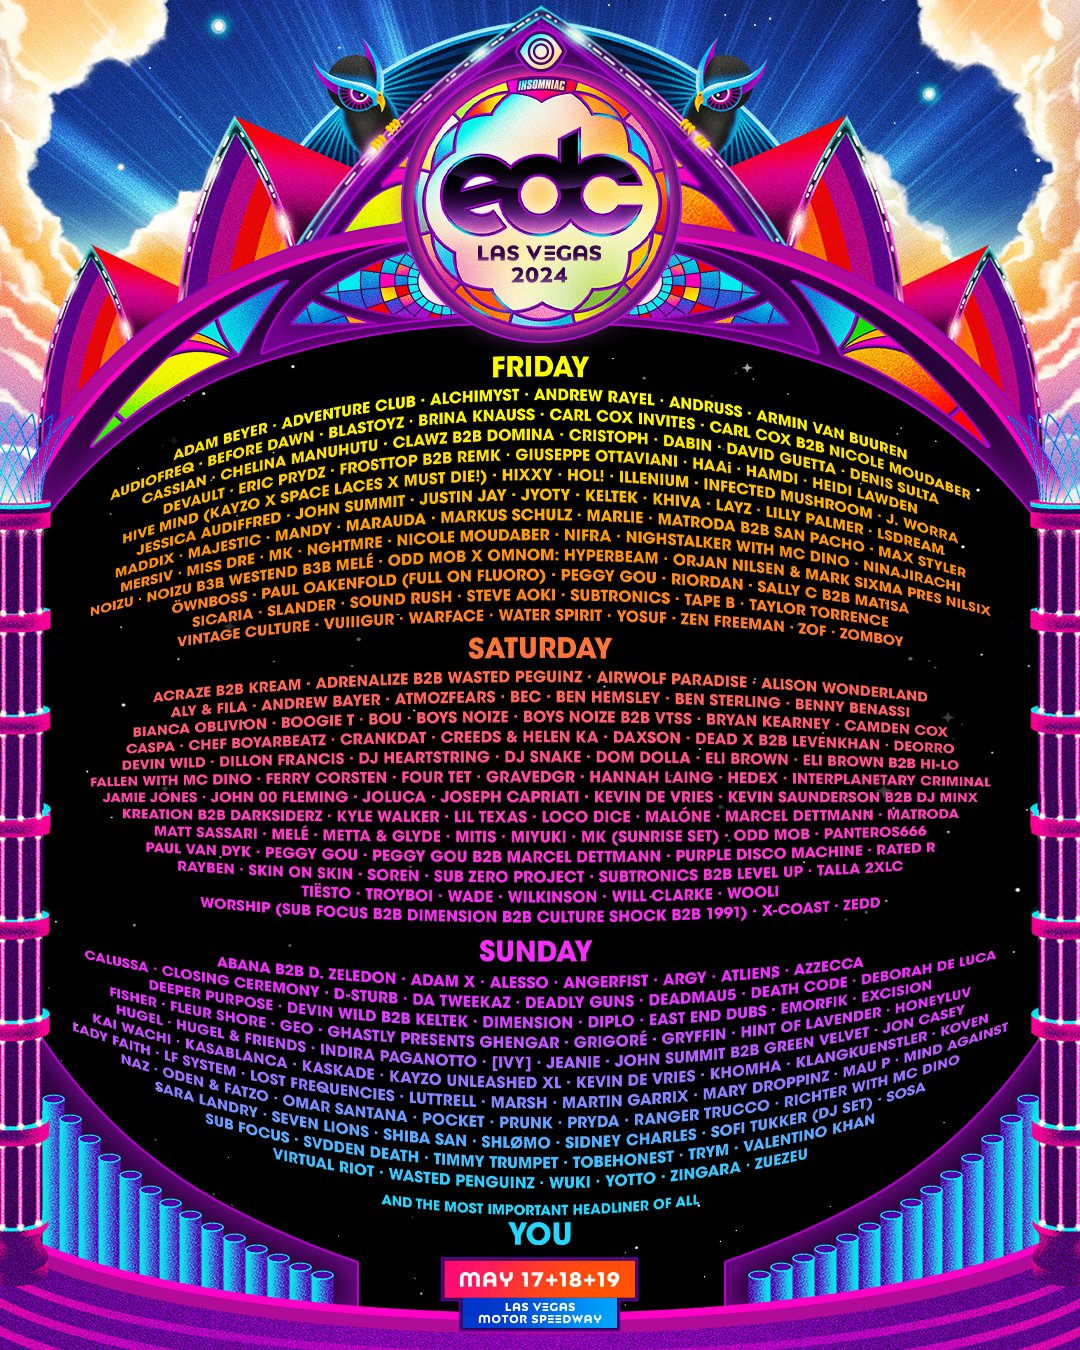 INSOMNIAC
edc
LAS VEGAS
2024
FRIDAY
ADAM BEYER · ADVENTURE CLUB · ALCHIMYST · ANDREW RAYEL · ANDRUSS · ARMIN VAN BUUREN
AUDIOFREQ · BEFORE DAWN · BLASTOYZ · BRINA KNAUSS · CARL COX INVITES · CARL COX B2B NICOLE MOUDABER
CASSIAN · CHELINA MANUHUTU · CLAWZ B2B DOMINA · CRISTOPH · DABIN · DAVID GUETTA · DENIS SULTA
DEVAULT · ERIC PRYDZ · FROSTTOP B2B REMK · GIUSEPPE OTTAVIANI · HAAi · HAMDI · HEIDI LAWDEN
HIVE MIND (KAYZO X SPACE LACES X MUST DIE!) · HIXXY · HOL! · ILLENIUM · INFECTED MUSHROOM · J. WORRA
JESSICA AUDIFFRED · JOHN SUMMIT · JUSTIN JAY · JYOTY · KELTEK · KHIVA · LAYZ · LILLY PALMER · LSDREAM
MADDIX · MAJESTIC · MANDY · MARAUDA · MARKUS SCHULZ · MARLIE · MATRODA B2B SAN PACHO · MAX STYLER
MERSIV · MISS DRE · MK · NGHTMRE · NICOLE MOUDABER · NIFRA · NIGHSTALKER WITH MC DINO · NINAJIRACHI
NOIZU · NOIZU B3B WESTEND B3B MELÉ · ODD MOB X OMNOM: HYPERBEAM · ORJAN NILSEN & MARK SIXMA PRES NILSIX
ÖWNBOSS · PAUL OAKENFOLD (FULL ON FLUORO) · PEGGY GOU · RIORDAN · SALLY C B2B MATISA
SICARIA · SLANDER · SOUND RUSH · STEVE AOKI · SUBTRONICS · TAPE B · TAYLOR TORRENCE
VINTAGE CULTURE · VUIIIGUR · WARFACE · WATER SPIRIT · YOSUF · ZEN FREEMAN · ZOF · ZOMBOY
SATURDAY
ACRAZE B2B KREAM · ADRENALIZE B2B WASTED PEGUINZ · AIRWOLF PARADISE · ALISON WONDERLAND
ALY & FILA · ANDREW BAYER · ATMOZFEARS · BEC · BEN HEMSLEY · BEN STERLING · BENNY BENASSI
BIANCA OBLIVION · BOOGIE T · BOU · BOYS NOIZE · BOYS NOIZE B2B VTSS · BRYAN KEARNEY · CAMDEN COX
CASPA · CHEF BOYARBEATZ · CRANKDAT · CREEDS & HELEN KA · DAXSON · DEAD X B2B LEVENKHAN · DEORRO
DEVIN WILD · DILLON FRANCIS · DJ HEARTSTRING · DJ SNAKE · DOM DOLLA · ELI BROWN · ELI BROWN B2B HI-LO
FALLEN WITH MC DINO · FERRY CORSTEN · FOUR TET · GRAVEDGR · HANNAH LAING · HEDEX · INTERPLANETARY CRIMINAL
JAMIE JONES · JOHN 00 FLEMING · JOLUCA · JOSEPH CAPRIATI · KEVIN DE VRIES · KEVIN SAUNDERSON B2B DJ MINX
KREATION B2B DARKSIDERZ · KYLE WALKER · LIL TEXAS · LOCO DICE · MALÓNE · MARCEL DETTMANN · MATRODA
MATT SASSARI · MELÉ · METTA & GLYDE · MITIS · MIYUKI · MK (SUNRISE SET) · ODD MOB · PANTEROS666
PAUL VAN DYK · PEGGY GOU · PEGGY GOU B2B MARCEL DETTMANN · PURPLE DISCO MACHINE · RATED R
RAYBEN · SKIN ON SKIN · SOREN · SUB ZERO PROJECT · SUBTRONICS B2B LEVEL UP · TALLA 2XLC
TIËSTO · TROYBOI · WADE · WILKINSON · WILL CLARKE · WOOLI
WORSHIP (SUB FOCUS B2B DIMENSION B2B CULTURE SHOCK B2B 1991) · X-COAST · ZEDD
SUNDAY
ABANA B2B D. ZELEDON · ADAM X · ALESSO · ANGERFIST · ARGY · ATLIENS · AZZECCA
CALUSSA · CLOSING CEREMONY · D-STURB · DA TWEEKAZ · DEADLY GUNS · DEADMAU5 · DEATH CODE · DEBORAH DE LUCA
DEEPER PURPOSE · DEVIN WILD B2B KELTEK · DIMENSION · DIPLO · EAST END DUBS · EMORFIK · EXCISION
FISHER · FLEUR SHORE · GEO · GHASTLY PRESENTS GHENGAR · GRIGORÉ · GRYFFIN · HINT OF LAVENDER · HONEYLUV
HUGEL · HUGEL & FRIENDS · INDIRA PAGANOTTO · [IVY] · JEANIE · JOHN SUMMIT B2B GREEN VELVET · JON CASEY
KAI WACHI · KASABLANCA · KASKADE · KAYZO UNLEASHED XL · KEVIN DE VRIES · KHOMHA · KLANGKUENSTLER · KOVEN
LADY FAITH · LF SYSTEM · LOST FREQUENCIES · LUTTRELL · MARSH · MARTIN GARRIX · MARY DROPPINZ · MAU P · MIND AGAINST
NAZ · ODEN & FATZO · OMAR SANTANA · POCKET · PRUNK · PRYDA · RANGER TRUCCO · RICHTER WITH MC DINO
SARA LANDRY · SEVEN LIONS · SHIBA SAN · SHLØMO · SIDNEY CHARLES · SOFI TUKKER (DJ SET) · SOSA
SUB FOCUS · SVDDEN DEATH · TIMMY TRUMPET · TOBEHONEST · TRYM · VALENTINO KHAN
VIRTUAL RIOT · WASTED PENGUINZ · WUKI · YOTTO · ZINGARA · ZUEZEU
AND THE MOST IMPORTANT HEADLINER OF ALL
YOU
MAY 17+18+19
LAS VEGAS
MOTOR SPEEDWAY